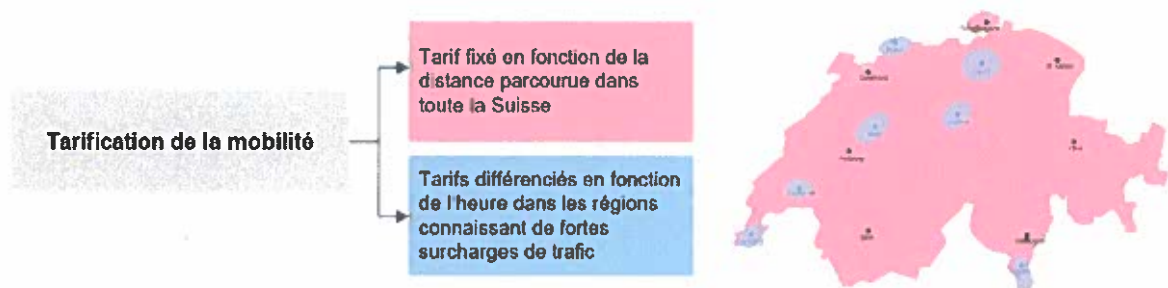 Tarification de la mobilité
Tarif fixé en fonction de la
distance parcourue dans
toute la Suisse
Tarifs différenciés en fonction
de l'heure dans les régions
connaissant de fortes
surcharges de trafic